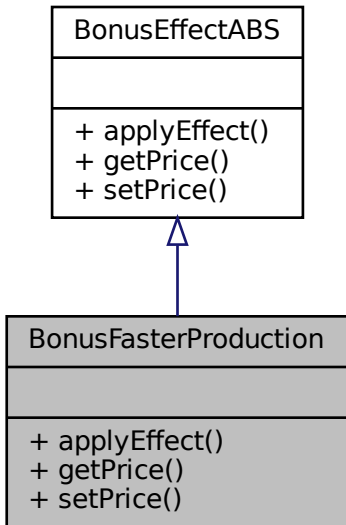 BonusEffectABS
+ applyEffect()
+ getPrice()
+ setPrice()
BonusFasterProduction
+ applyEffect()
+ getPrice()
+ setPrice()